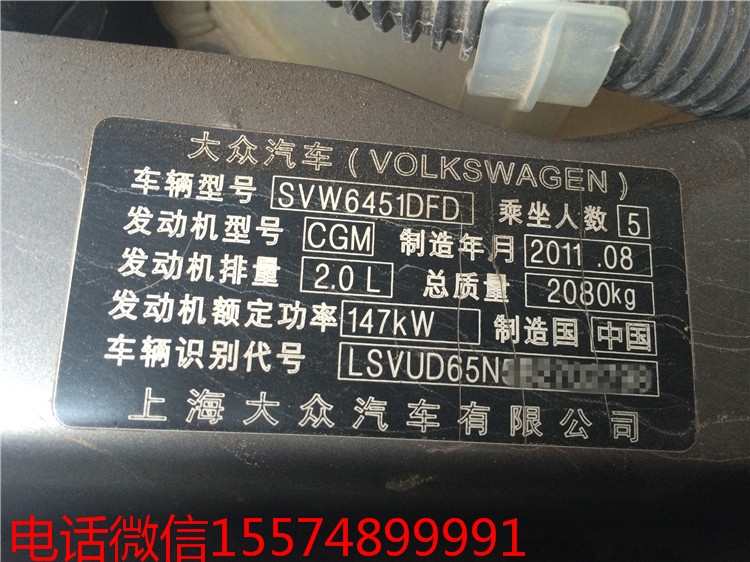 大众汽车（VOLKSWAGEN）
车辆型号 SVW6451DFD 乘坐人数 5
发动机型号 CGM 制造年月 2011.08
发动机排量 2.0L 总质量 2080kg
发动机额定功率 147kW 制造国 中国
车辆识别代号 LSVUD65N
上海大众汽车有限公司
电话微信15574899991